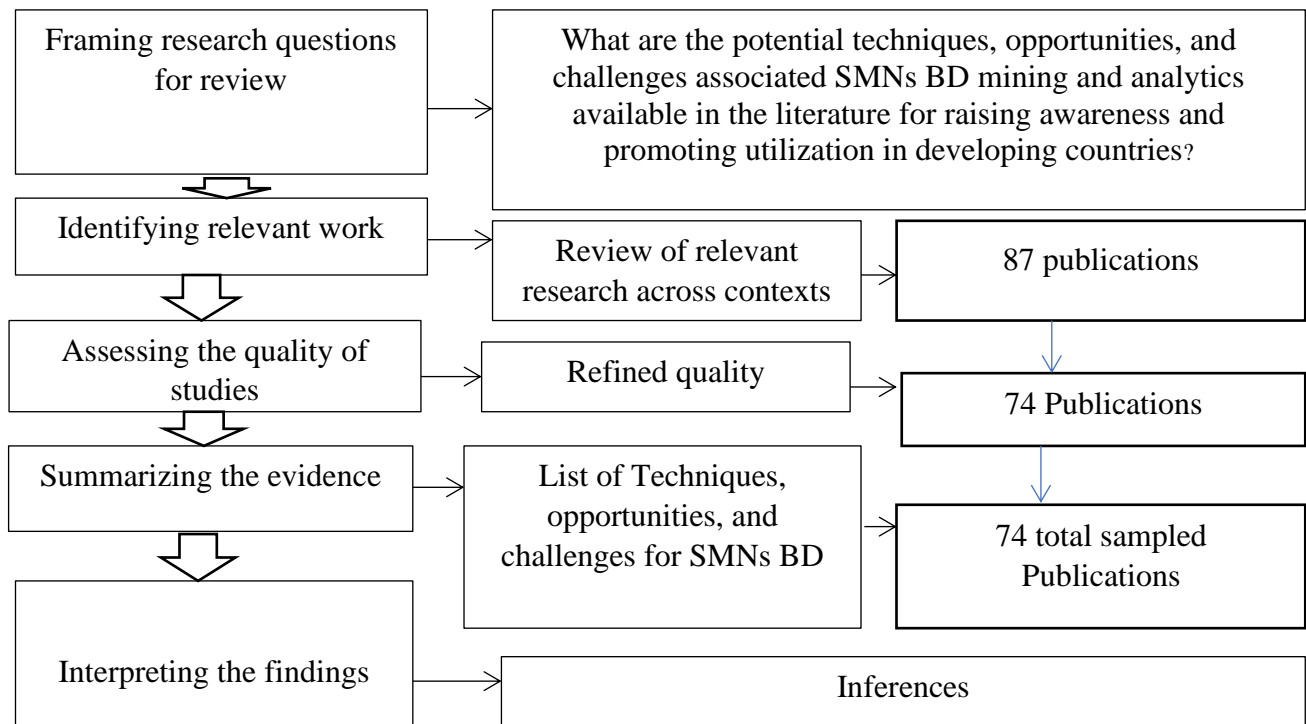 Framing research questions
for review
What are the potential techniques, opportunities, and
challenges associated SMNs BD mining and analytics
available in the literature for raising awareness and
promoting utilization in developing countries?
Identifying relevant work
Review of relevant
research across contexts
87 publications
Assessing the quality of
studies
Refined quality
74 Publications
Summarizing the evidence
List of Techniques,
opportunities, and
challenges for SMNs BD
74 total sampled
Publications
Interpreting the findings
Inferences